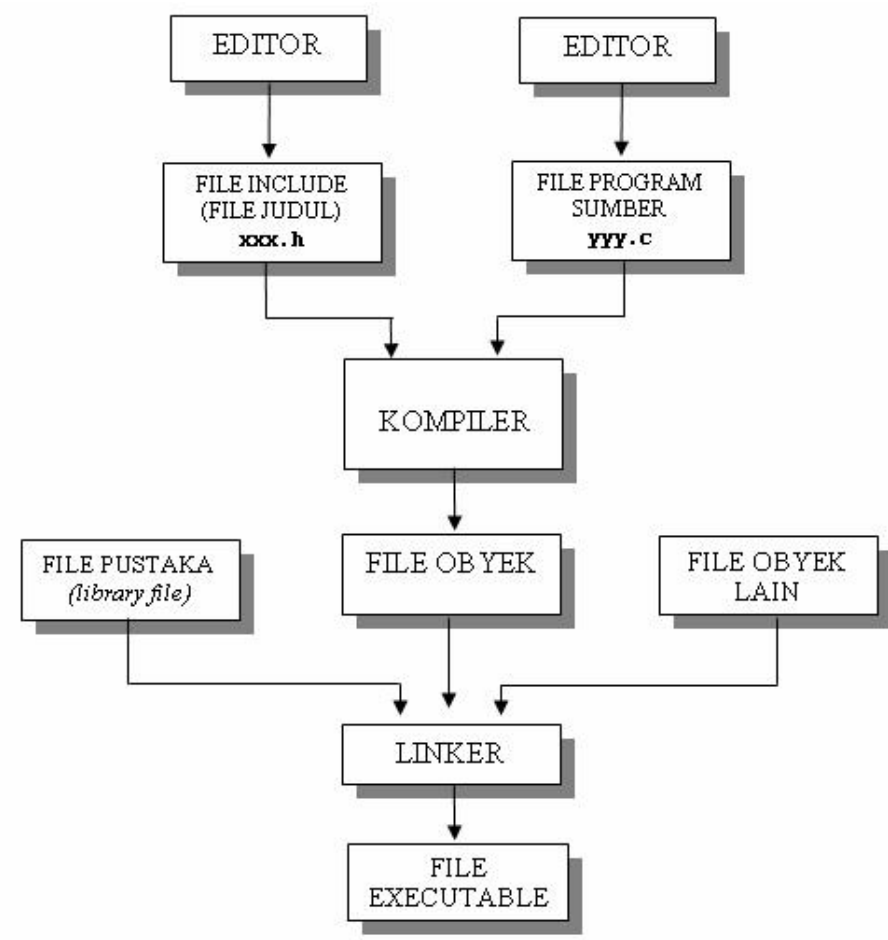 EDITOR
EDITOR
FILE INCLUDE
(FILE JUDUL)
xxx.h
FILE PROGRAM
SUMBER
yyy.c
KOMPILER
FILE PUSTAKA
(library file)
FILE OBYEK
FILE OBYEK
LAIN
LINKER
FILE
EXECUTABLE